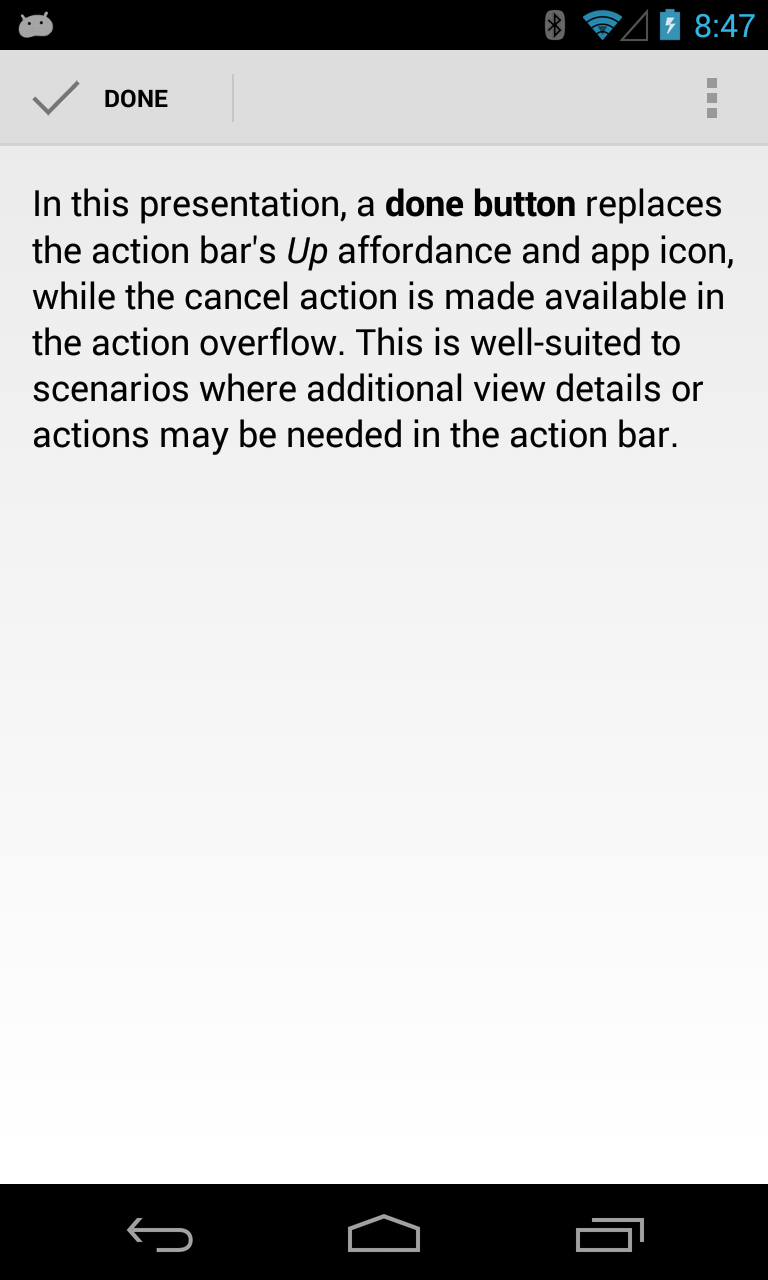 8:47
DONE
In this presentation, a done button replaces
the action bar's Up affordance and app icon,
while the cancel action is made available in
the action overflow. This is well-suited to
scenarios where additional view details or
actions may be needed in the action bar.